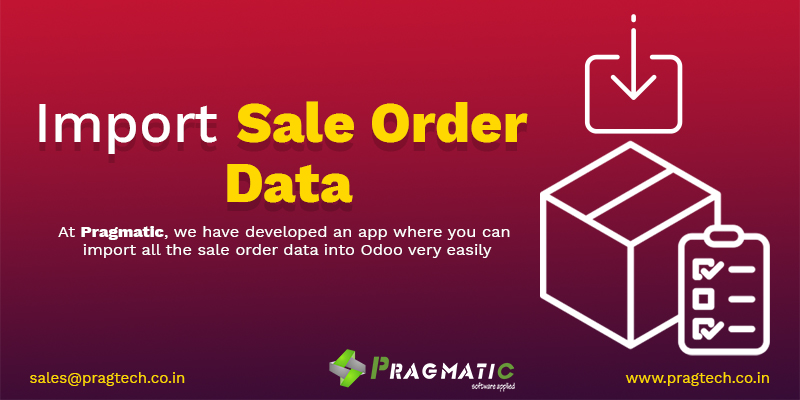 Import Sale Order
Data
At Pragmatic, we have developed an app where you can
import all the sale order data into Odoo very easily
sales@pragtech.co.in
PRAGMATIC
software applied
www.pragtech.co.in